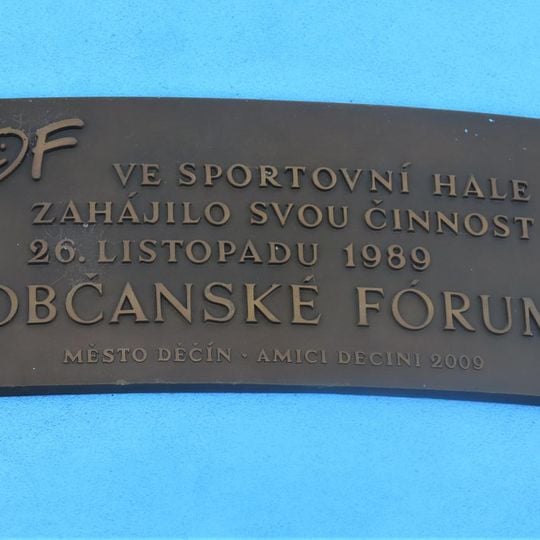 OF
VE SPORTOVNÍ HALE
ZAHÁJILO SVOU ČINNOST
26. LISTOPADU 1989
OBČANSKÉ FÓRUM
MĚSTO DĚČÍN · AMICI DECINI 2009